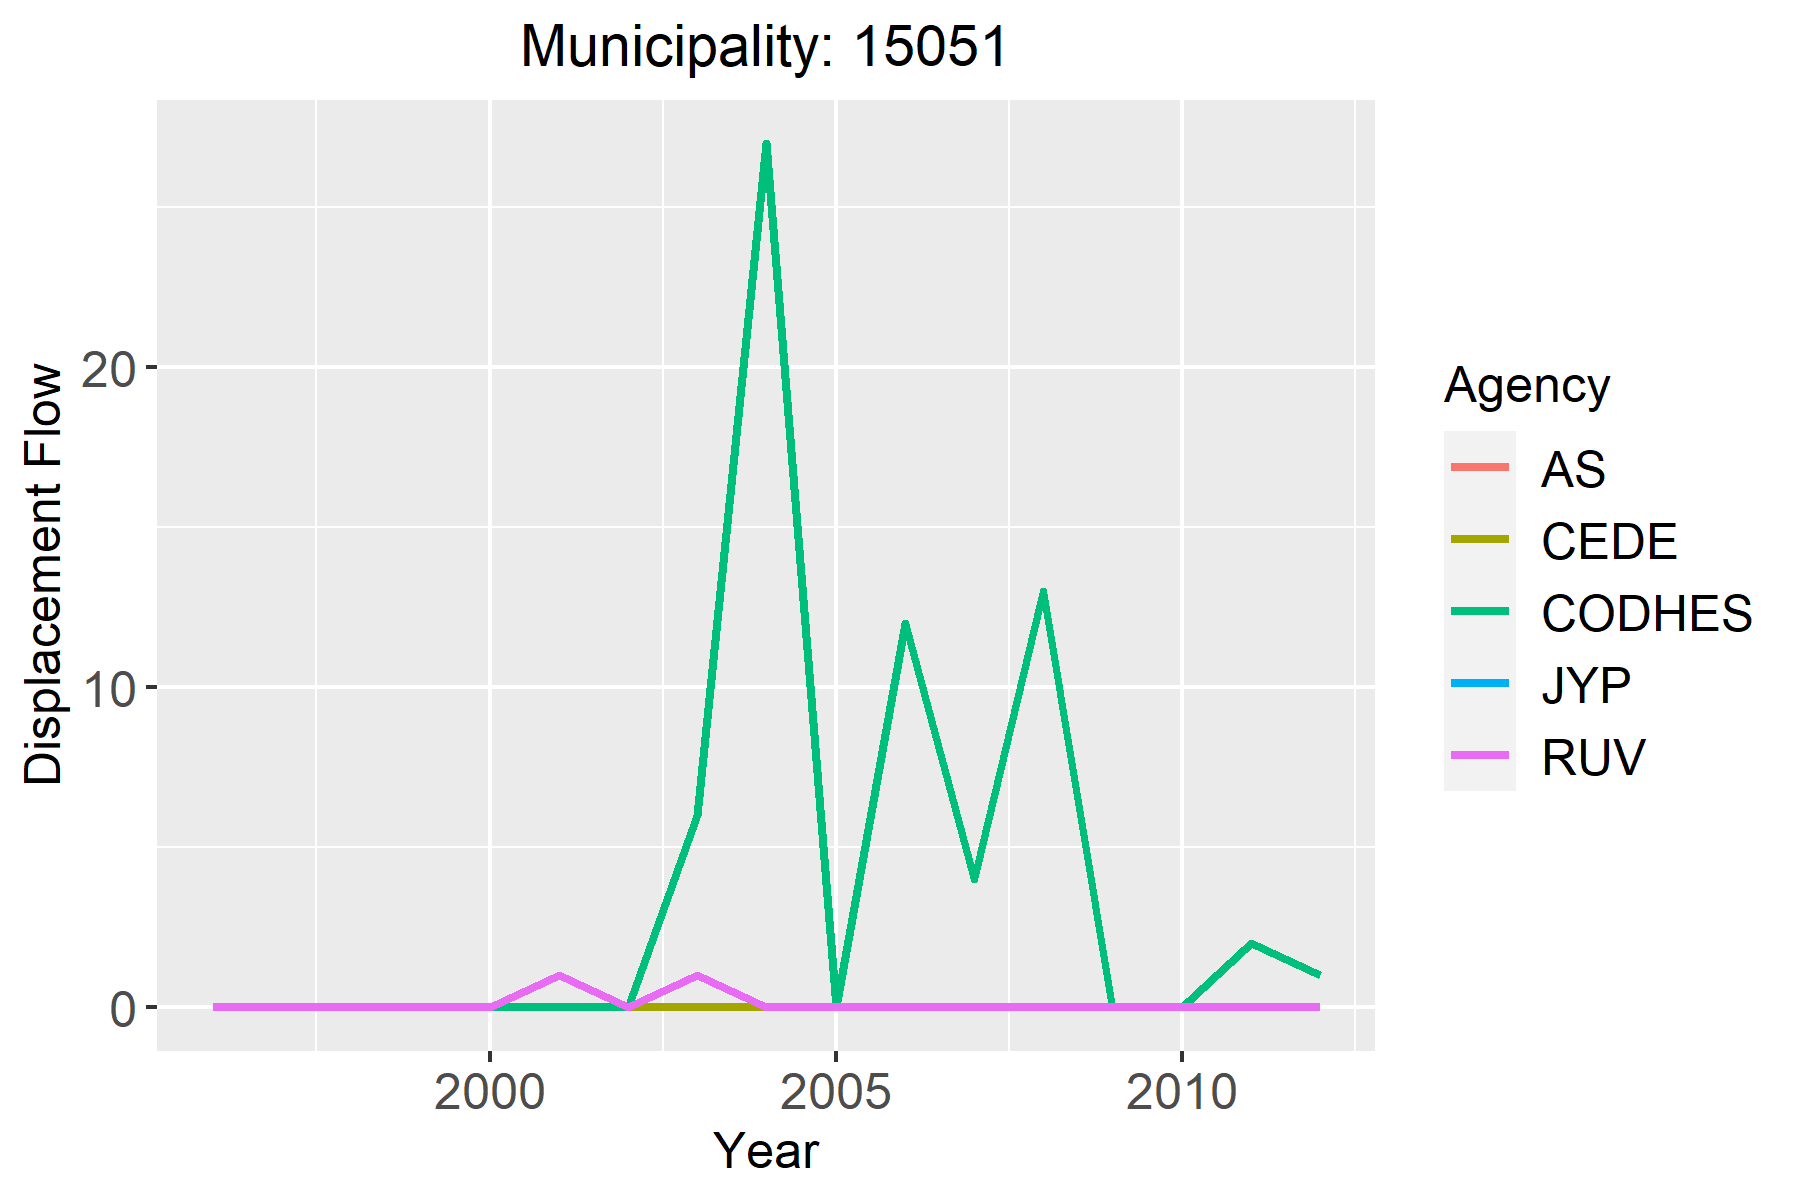 Municipality: 15051
Displacement Flow
20
10
0
2000 2005 2010
Year
Agency
AS
CEDE
CODHES
JYP
RUV